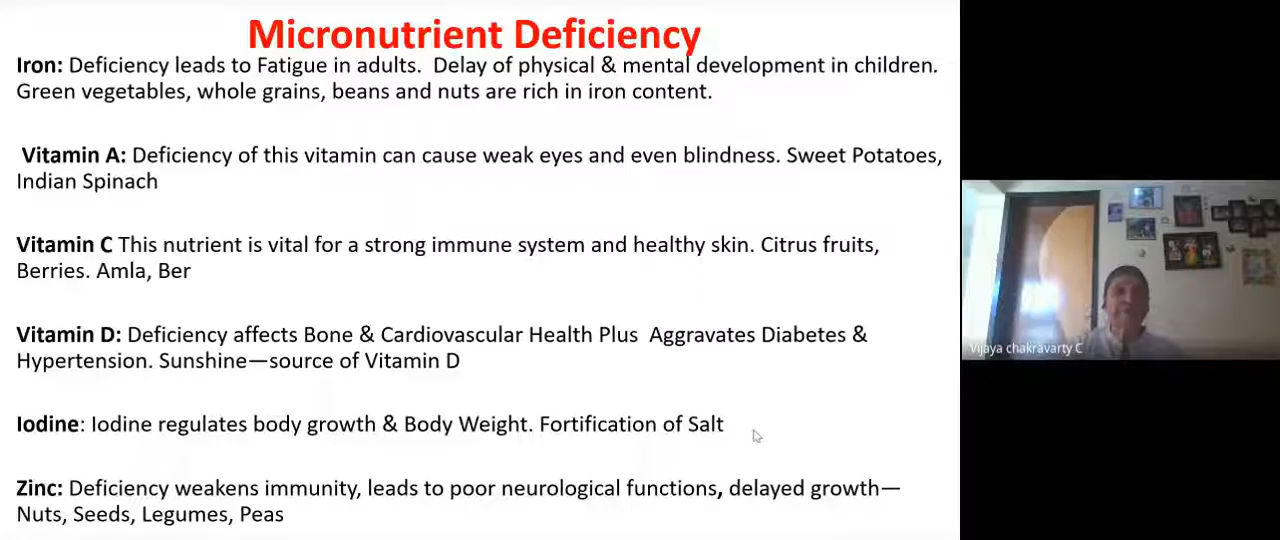 Micronutrient Deficiency
Iron: Deficiency leads to Fatigue in adults. Delay of physical & mental development in children.
Green vegetables, whole grains, beans and nuts are rich in iron content.
Vitamin A: Deficiency of this vitamin can cause weak eyes and even blindness. Sweet Potatoes,
Indian Spinach
Vitamin C This nutrient is vital for a strong immune system and healthy skin. Citrus fruits,
Berries. Amla, Ber
Vitamin D: Deficiency affects Bone & Cardiovascular Health Plus Aggravates Diabetes &
Hypertension. Sunshine—source of Vitamin D
Iodine: Iodine regulates body growth & Body Weight. Fortification of Salt
Zinc: Deficiency weakens immunity, leads to poor neurological functions, delayed growth—
Nuts, Seeds, Legumes, Peas
Vijaya chakravarty C